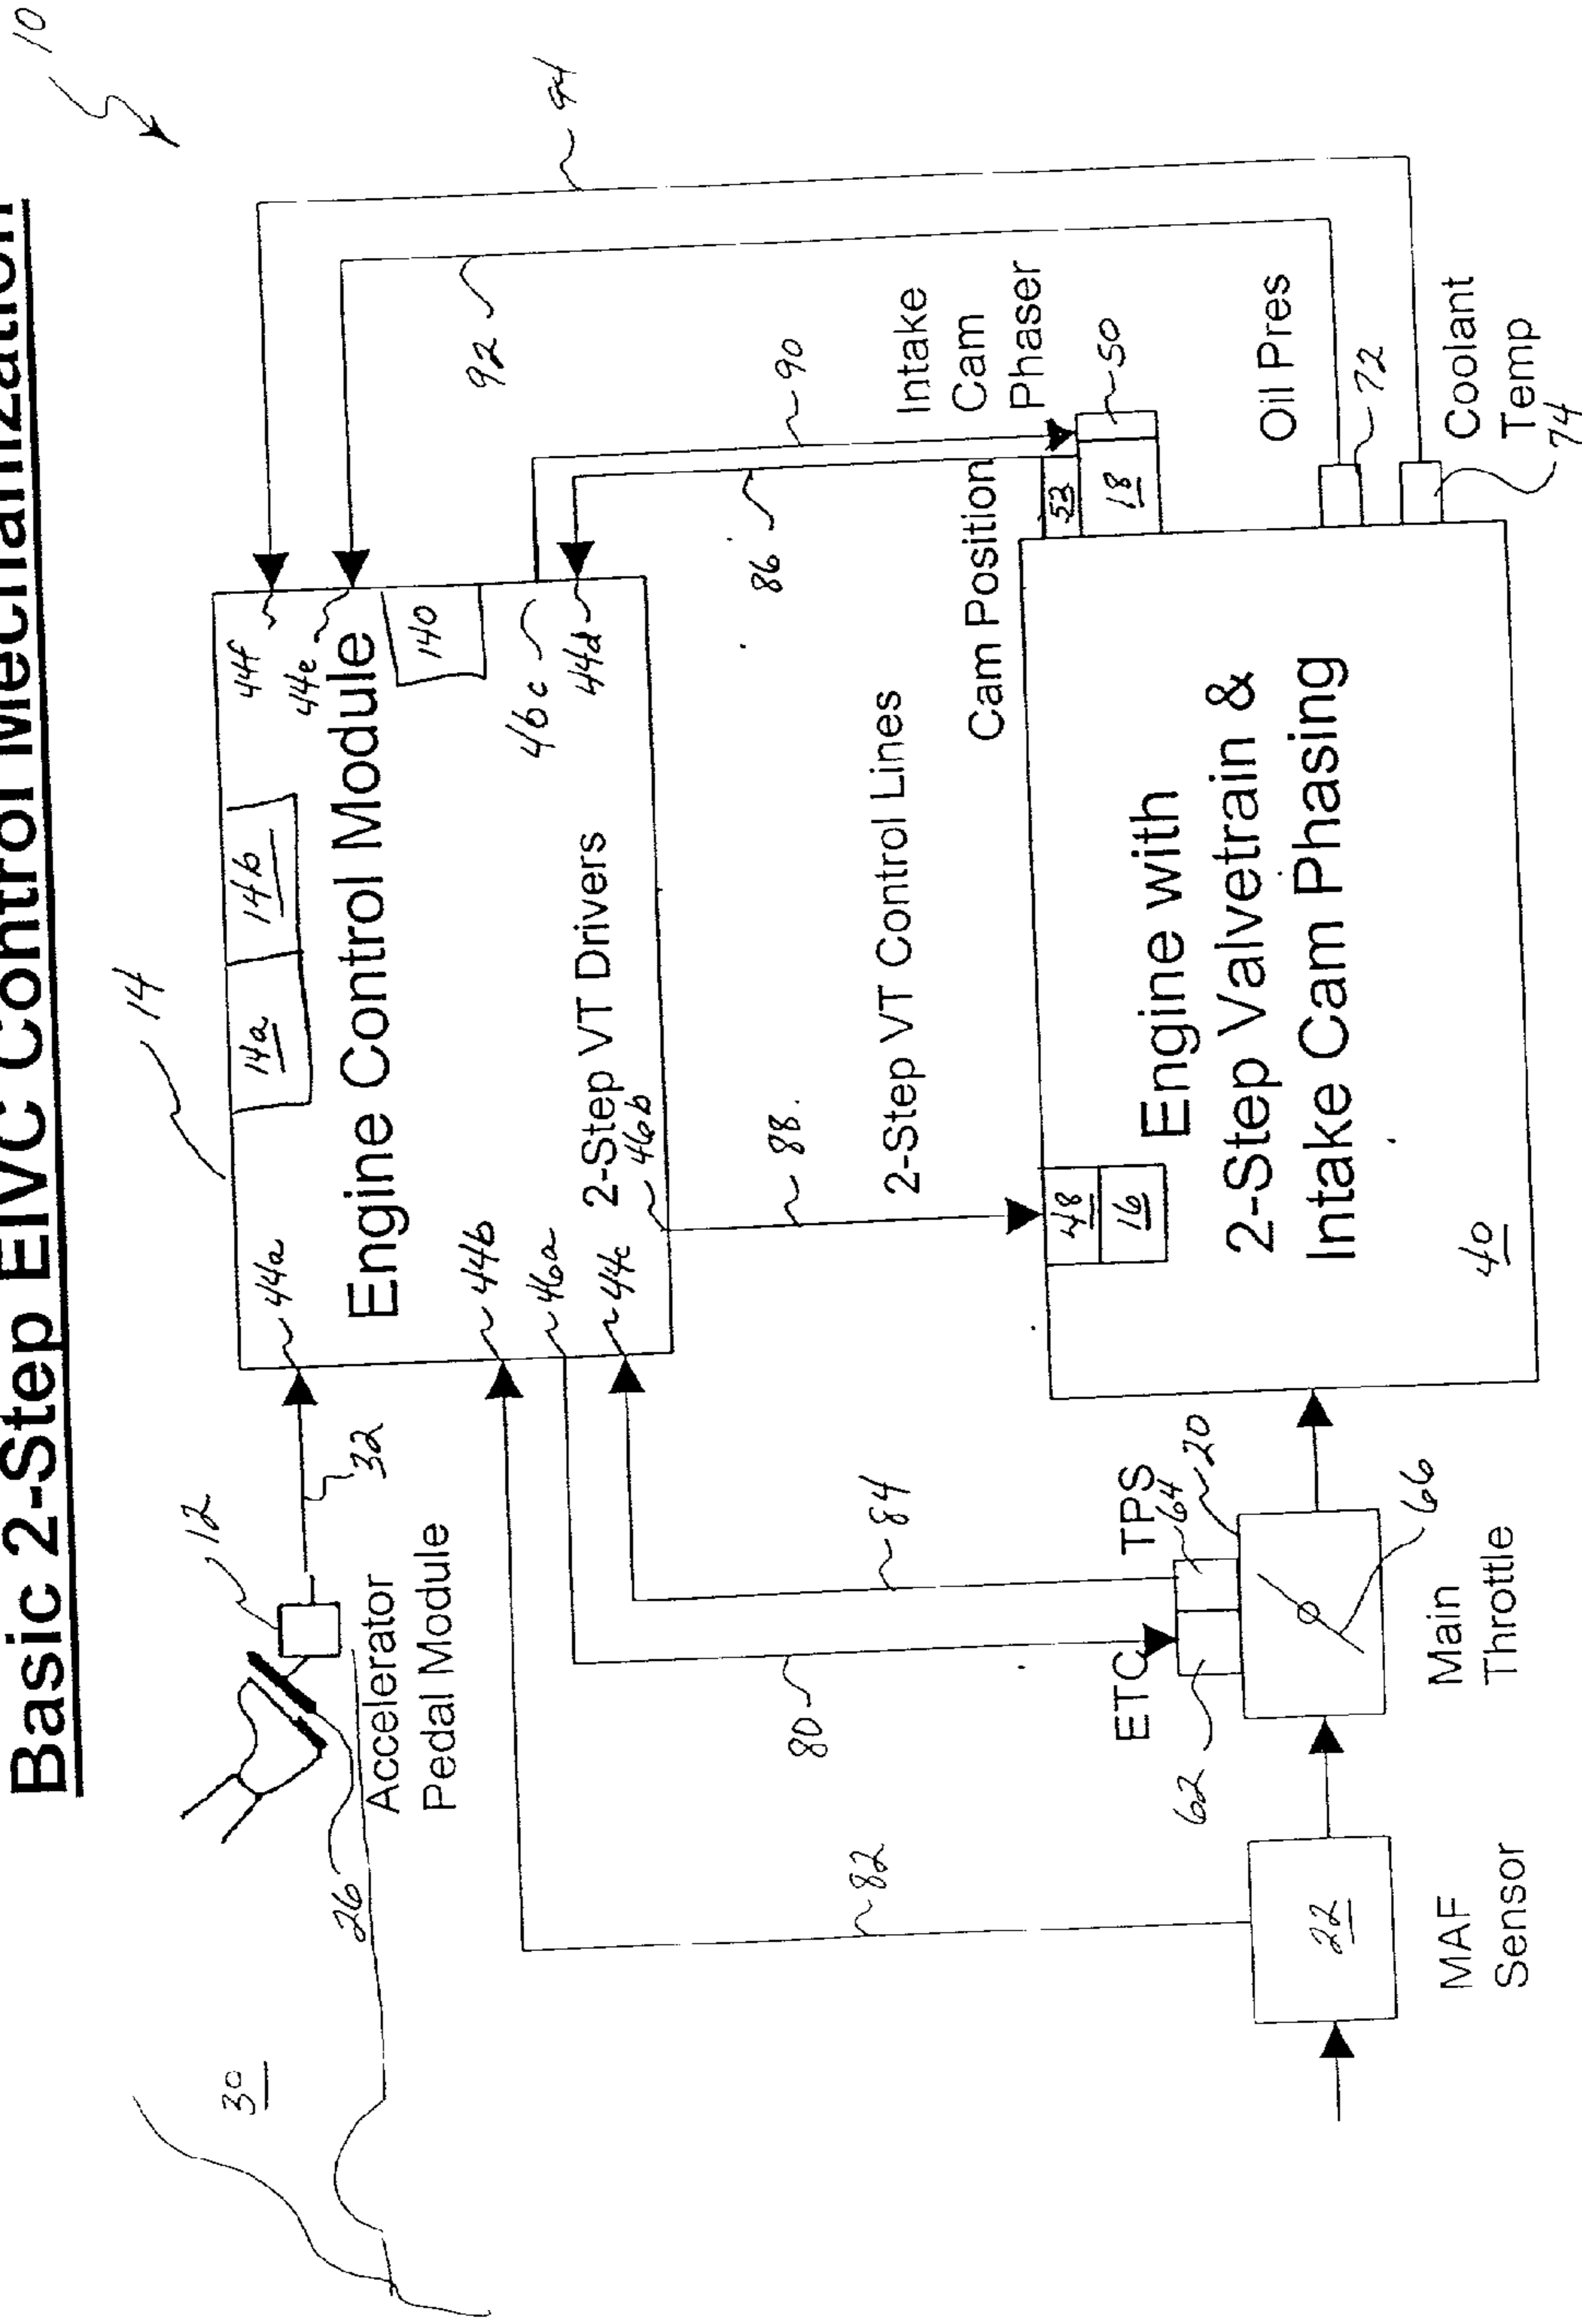 Basic 2-Step EIVC Control Mechanization
10
14
12
44a
14a
14b
44f
44e
Engine Control Module
140
32
30
26
Accelerator
Pedal Module
44b
46a
44c
2-Step VT Drivers
46b
46c
44d
92
94
82
80
84
88
2-Step VT Control Lines
86
90
Intake
Cam
Phaser
Cam Position
52
18
50
48
16
Engine with
2-Step Valvetrain &
Intake Cam Phasing
40
Oil Pres
72
Coolant
Temp
74
ETC
TPS
62
64
20
66
22
MAF
Sensor
Main
Throttle